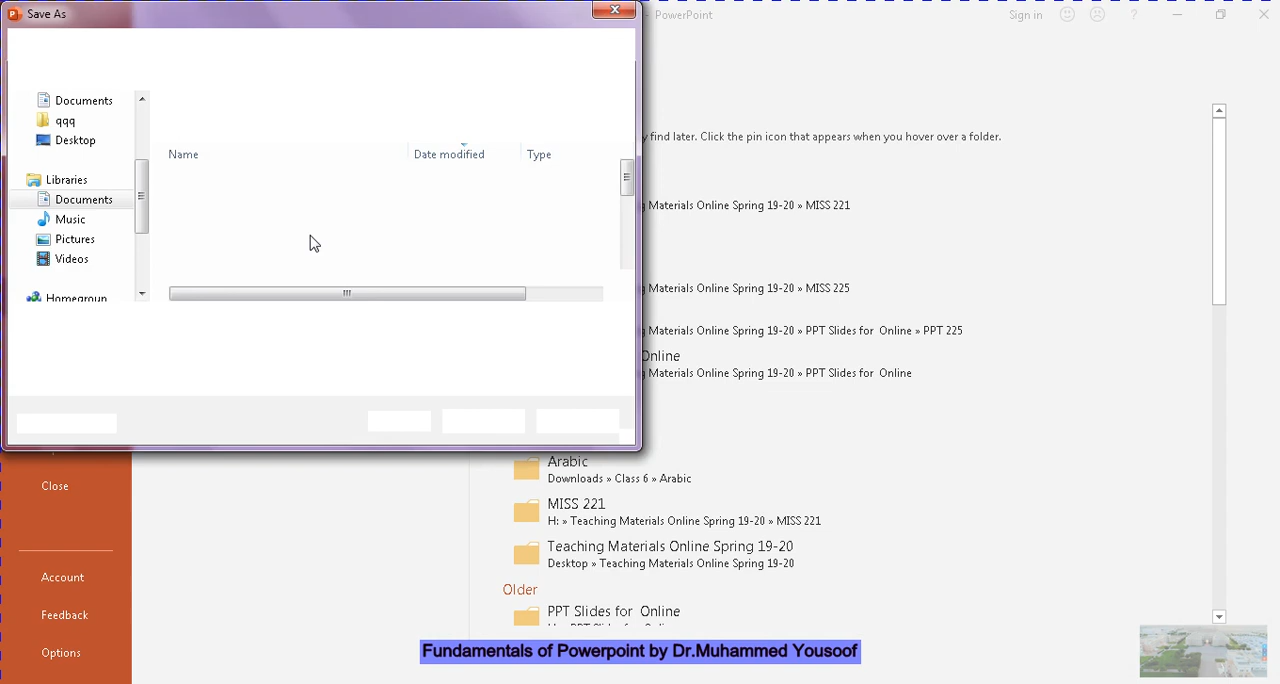 Save As
- PowerPoint
Sign in
?
Documents
qqq
Desktop
Libraries
Documents
Music
Pictures
Videos
Homegroup
Name
Date modified
Type
y find later. Click the pin icon that appears when you hover over a folder.
g Materials Online Spring 19-20 » MISS 221
g Materials Online Spring 19-20 » MISS 225
g Materials Online Spring 19-20 » PPT Slides for Online » PPT 225
Online
g Materials Online Spring 19-20 » PPT Slides for Online
Arabic
Downloads » Class 6 » Arabic
MISS 221
H: » Teaching Materials Online Spring 19-20 » MISS 221
Teaching Materials Online Spring 19-20
Desktop » Teaching Materials Online Spring 19-20
Older
PPT Slides for Online
Close
Account
Feedback
Options
Fundamentals of Powerpoint by Dr.Muhammed Yousoof